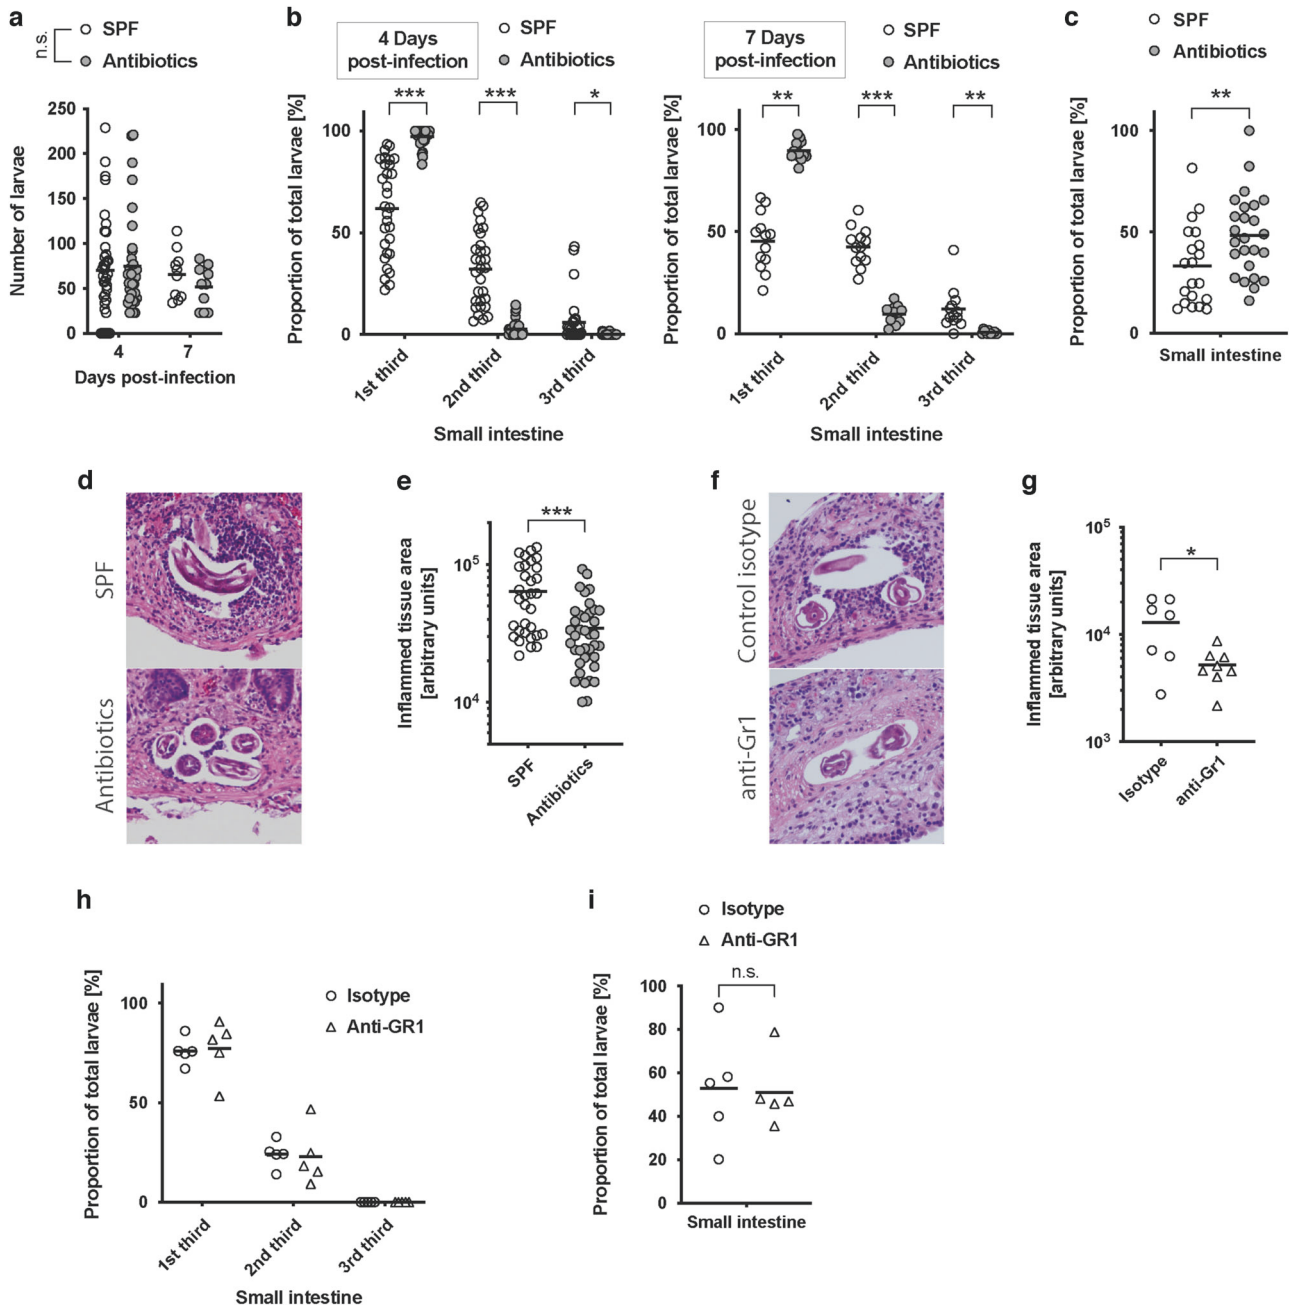 a
n.s.
SPF
Antibiotics
Number of larvae
250
200
150
100
50
0
4
7
Days post-infection
b
4 Days
post-infection
SPF
Antibiotics
Proportion of total larvae [%]
100
50
0
***
***
*
1st third
2nd third
3rd third
Small intestine
7 Days
post-infection
SPF
Antibiotics
Proportion of total larvae [%]
100
50
0
**
***
**
1st third
2nd third
3rd third
Small intestine
c
SPF
Antibiotics
Proportion of total larvae [%]
100
50
0
**
Small intestine
d
SPF
Antibiotics
e
Inflammed tissue area
[arbitrary units]
10⁵
10⁴
***
SPF
Antibiotics
f
Control isotype
anti-Gr1
g
Inflammed tissue area
[arbitrary units]
10⁵
10⁴
10³
*
Isotype
anti-Gr1
h
Isotype
Anti-GR1
Proportion of total larvae [%]
100
50
0
1st third
2nd third
3rd third
Small intestine
i
Isotype
Anti-GR1
Proportion of total larvae [%]
100
80
60
40
20
0
n.s.
Small intestine